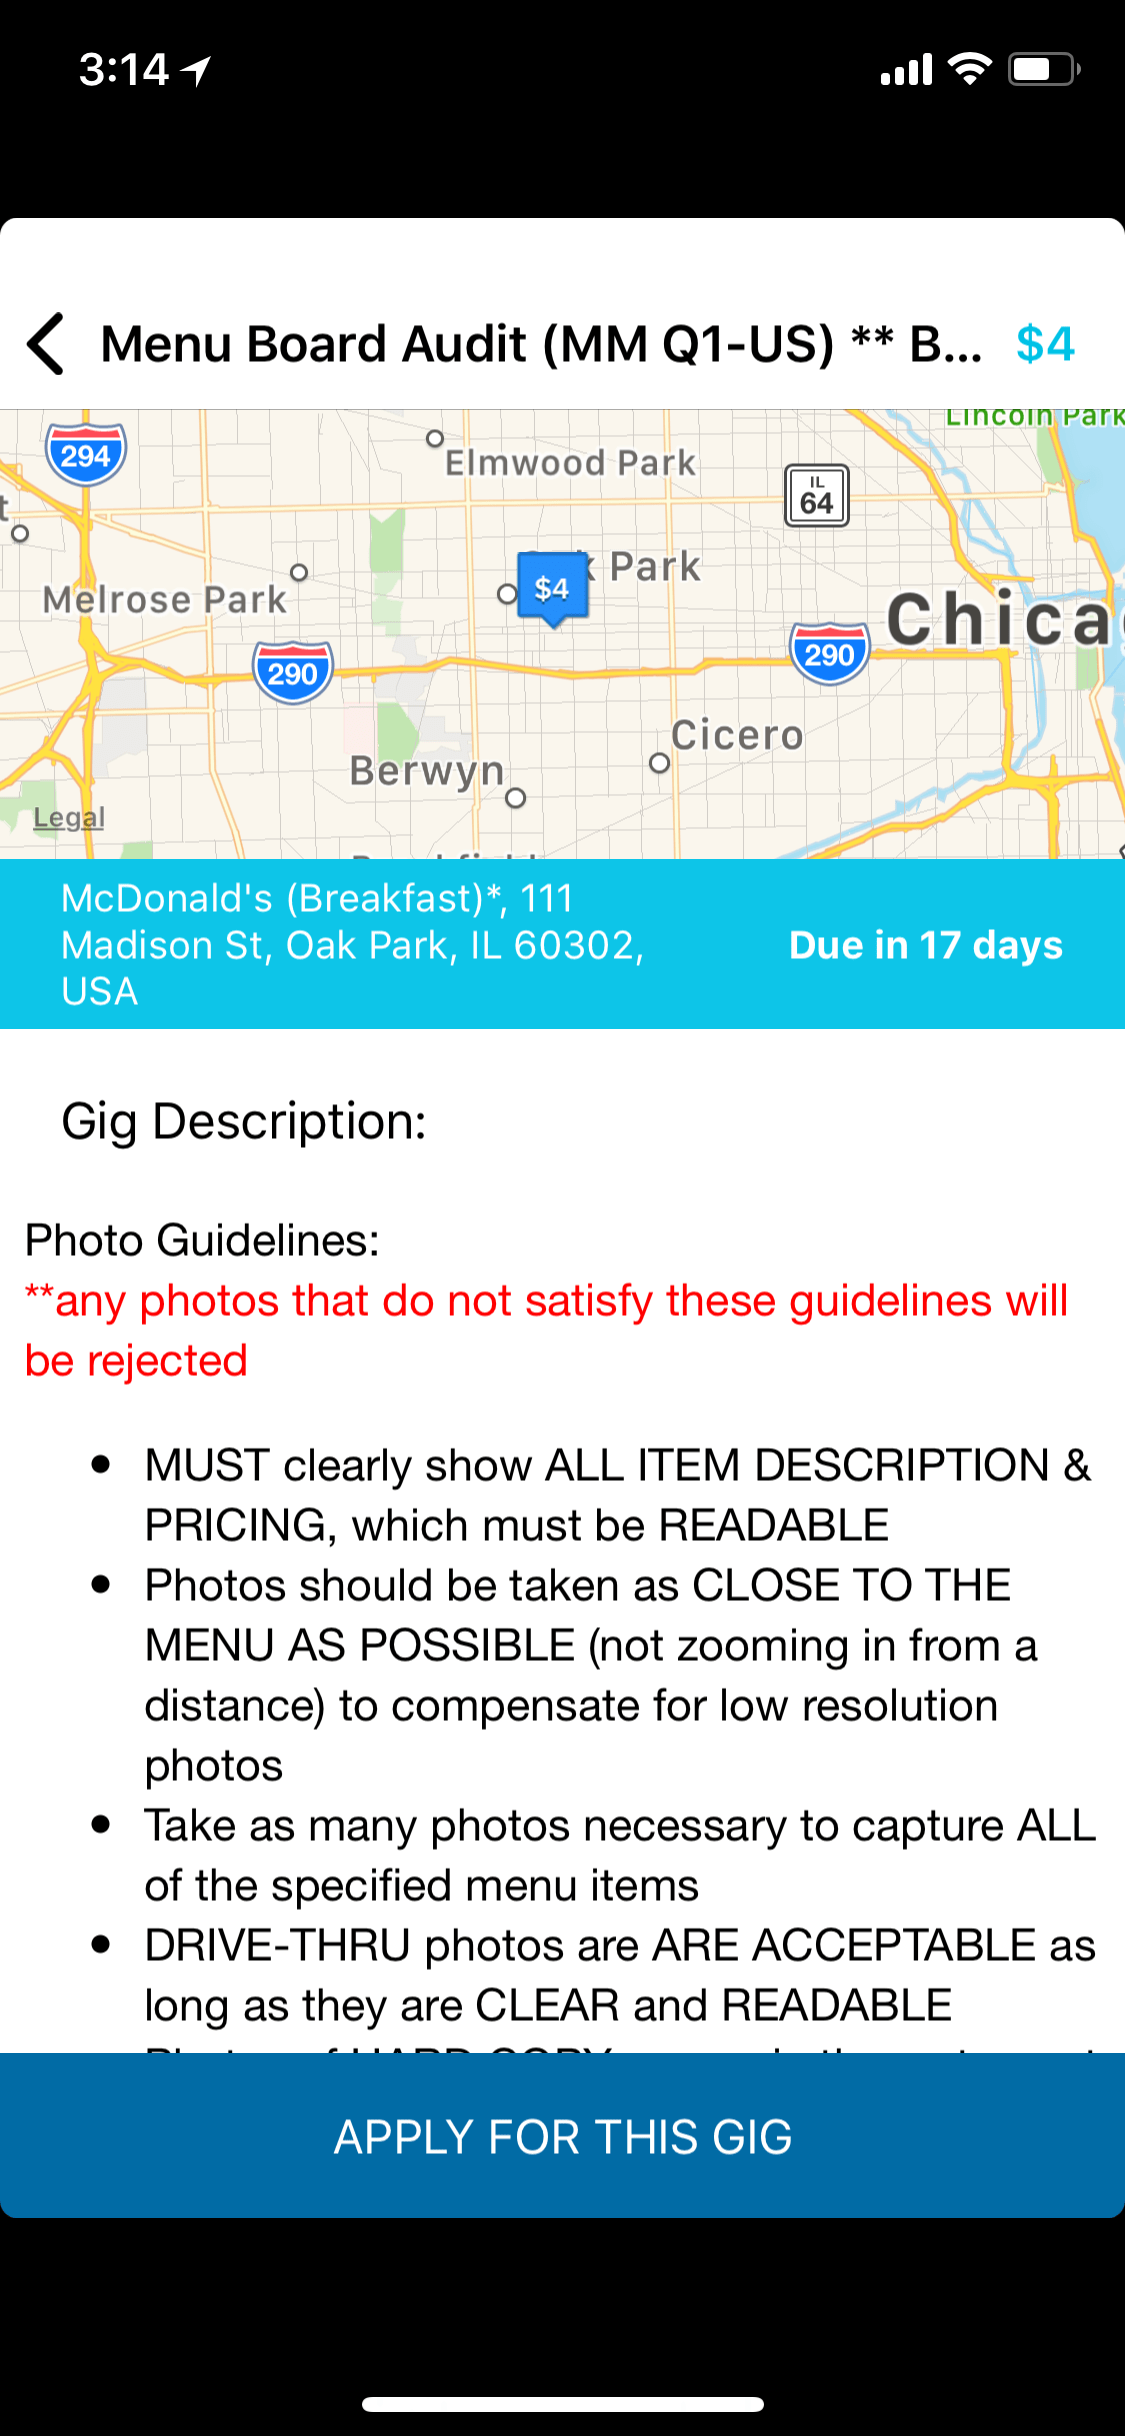 3:14
Menu Board Audit (MM Q1-US) ** B... $4
Lincoln Park
294
Elmwood Park
IL
64
Park
$4
Melrose Park
Chica
290
290
Cicero
Berwyn
Legal
McDonald's (Breakfast)*, 111
Madison St, Oak Park, IL 60302,
USA
Due in 17 days
Gig Description:
Photo Guidelines:
**any photos that do not satisfy these guidelines will
be rejected
• MUST clearly show ALL ITEM DESCRIPTION &
PRICING, which must be READABLE
• Photos should be taken as CLOSE TO THE
MENU AS POSSIBLE (not zooming in from a
distance) to compensate for low resolution
photos
• Take as many photos necessary to capture ALL
of the specified menu items
• DRIVE-THRU photos are ARE ACCEPTABLE as
long as they are CLEAR and READABLE
APPLY FOR THIS GIG